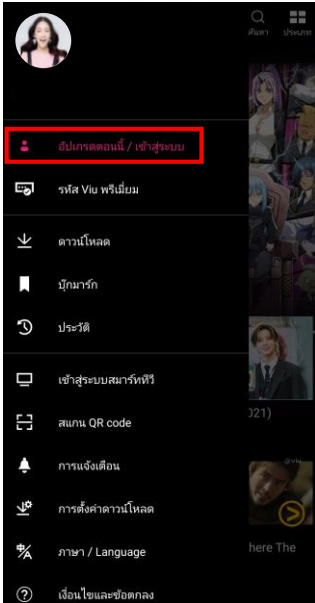 ค้นหา ประเภท
อัปเกรดตอนนี้ / เข้าสู่ระบบ
รหัส Viu พรีเมี่ยม
ดาวน์โหลด
บุ๊กมาร์ก
ประวัติ
เข้าสู่ระบบสมาร์ททีวี
021)
สแกน QR code
@viu
การแจ้งเตือน
การตั้งค่าดาวน์โหลด
ภาษา / Language
here The
เงื่อนไขและข้อตกลง